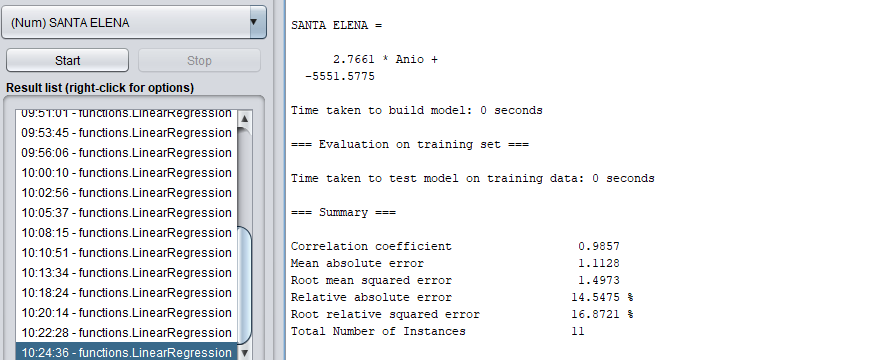 (Num) SANTA ELENA
Start
Stop
Result list (right-click for options)
09:51:01 - functions.LinearRegression
09:53:45 - functions.LinearRegression
09:56:06 - functions.LinearRegression
10:00:10 - functions.LinearRegression
10:02:56 - functions.LinearRegression
10:05:37 - functions.LinearRegression
10:08:15 - functions.LinearRegression
10:10:51 - functions.LinearRegression
10:13:34 - functions.LinearRegression
10:18:24 - functions.LinearRegression
10:20:14 - functions.LinearRegression
10:22:28 - functions.LinearRegression
10:24:36 - functions.LinearRegression
SANTA ELENA =
2.7661 * Anio +
-5551.5775
Time taken to build model: 0 seconds
=== Evaluation on training set ===
Time taken to test model on training data: 0 seconds
=== Summary ===
Correlation coefficient 0.9857
Mean absolute error 1.1128
Root mean squared error 1.4973
Relative absolute error 14.5475 %
Root relative squared error 16.8721 %
Total Number of Instances 11